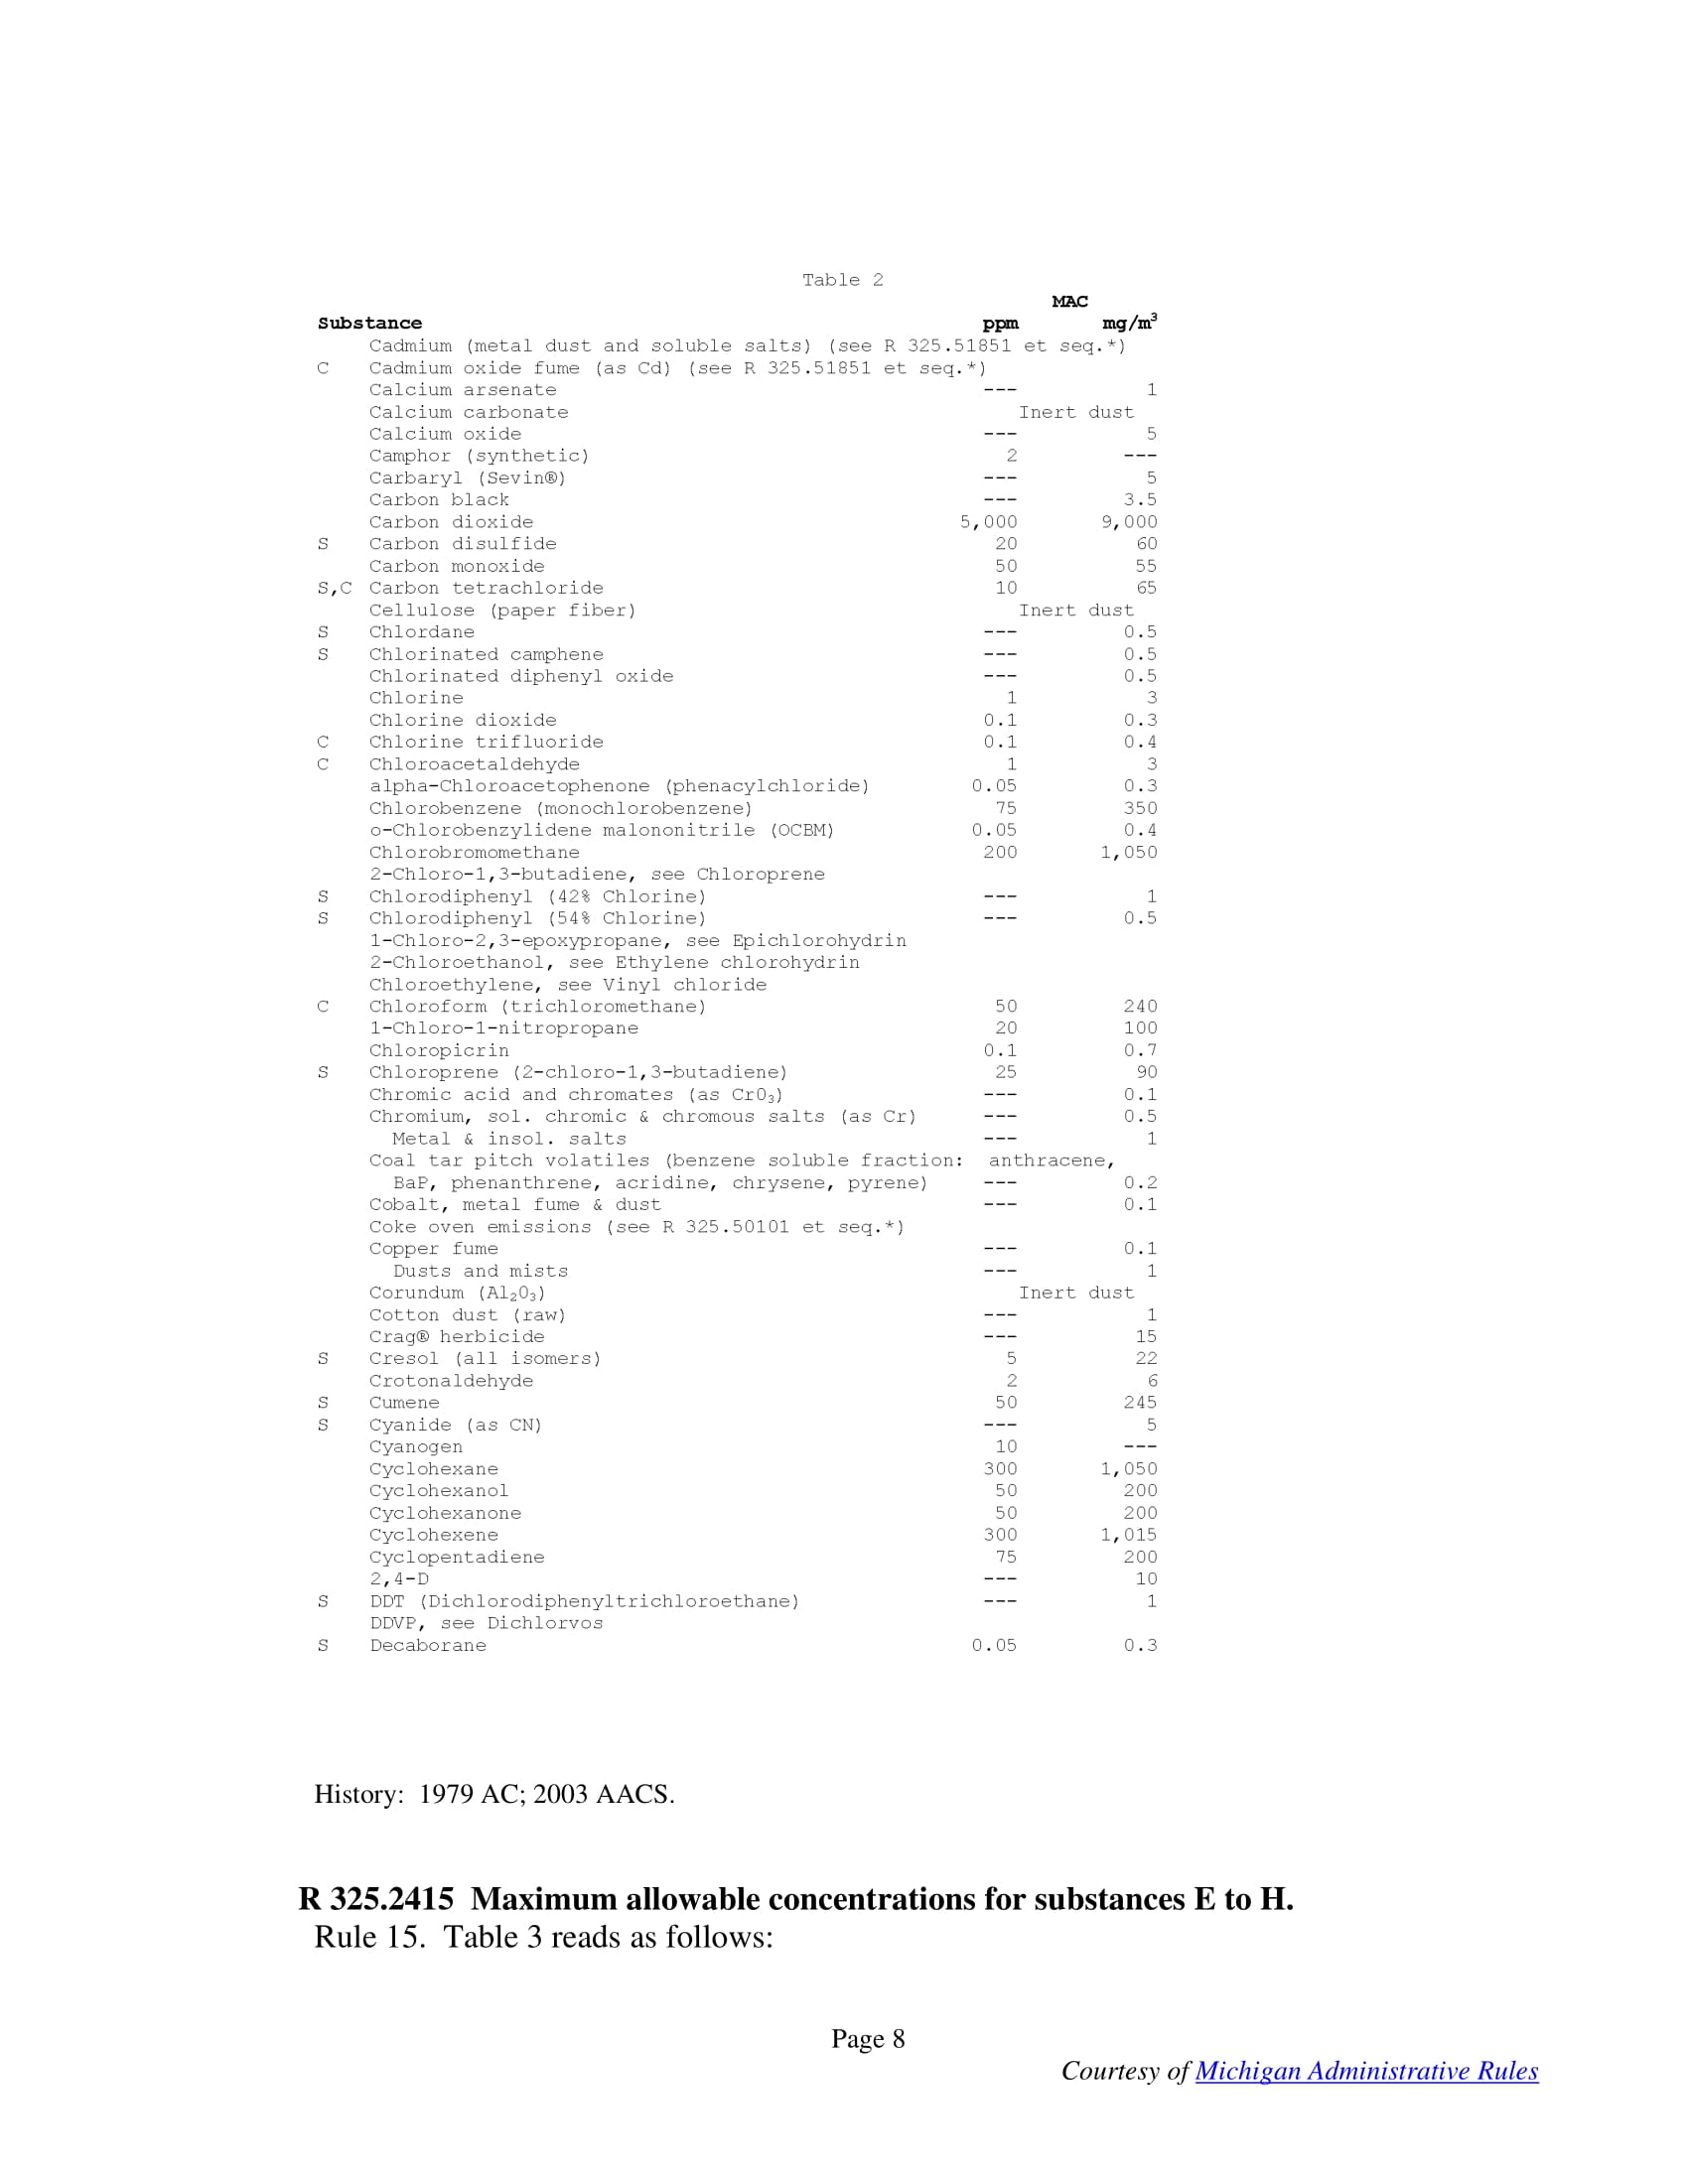 Table 2
MAC
Substance ppm mg/m³
Cadmium (metal dust and soluble salts) (see R 325.51851 et seq.*)
C Cadmium oxide fume (as Cd) (see R 325.51851 et seq.*)
Calcium arsenate --- 1
Calcium carbonate Inert dust
Calcium oxide --- 5
Camphor (synthetic) 2 ---
Carbaryl (Sevin®) --- 5
Carbon black --- 3.5
Carbon dioxide 5,000 9,000
S Carbon disulfide 20 60
Carbon monoxide 50 55
S,C Carbon tetrachloride 10 65
Cellulose (paper fiber) Inert dust
S Chlordane --- 0.5
S Chlorinated camphene --- 0.5
Chlorinated diphenyl oxide --- 0.5
Chlorine 1 3
Chlorine dioxide 0.1 0.3
C Chlorine trifluoride 0.1 0.4
C Chloroacetaldehyde 1 3
alpha-Chloroacetophenone (phenacylchloride) 0.05 0.3
Chlorobenzene (monochlorobenzene) 75 350
o-Chlorobenzylidene malononitrile (OCBM) 0.05 0.4
Chlorobromomethane 200 1,050
2-Chloro-1,3-butadiene, see Chloroprene
S Chlorodiphenyl (42% Chlorine) --- 1
S Chlorodiphenyl (54% Chlorine) --- 0.5
1-Chloro-2,3-epoxypropane, see Epichlorohydrin
2-Chloroethanol, see Ethylene chlorohydrin
Chloroethylene, see Vinyl chloride
C Chloroform (trichloromethane) 50 240
1-Chloro-1-nitropropane 20 100
Chloropicrin 0.1 0.7
S Chloroprene (2-chloro-1,3-butadiene) 25 90
Chromic acid and chromates (as CrO₃) --- 0.1
Chromium, sol. chromic & chromous salts (as Cr) --- 0.5
Metal & insol. salts --- 1
Coal tar pitch volatiles (benzene soluble fraction: anthracene,
BaP, phenanthrene, acridine, chrysene, pyrene) --- 0.2
Cobalt, metal fume & dust --- 0.1
Coke oven emissions (see R 325.50101 et seq.*)
Copper fume --- 0.1
Dusts and mists --- 1
Corundum (Al₂O₃) Inert dust
Cotton dust (raw) --- 1
Crag® herbicide --- 15
S Cresol (all isomers) 5 22
Crotonaldehyde 2 6
S Cumene 50 245
S Cyanide (as CN) --- 5
Cyanogen 10 ---
Cyclohexane 300 1,050
Cyclohexanol 50 200
Cyclohexanone 50 200
Cyclohexene 300 1,015
Cyclopentadiene 75 200
2,4-D --- 10
S DDT (Dichlorodiphenyltrichloroethane) --- 1
DDVP, see Dichlorvos
S Decaborane 0.05 0.3
History: 1979 AC; 2003 AACS.
R 325.2415 Maximum allowable concentrations for substances E to H.
Rule 15. Table 3 reads as follows:
Page 8
Courtesy of Michigan Administrative Rules